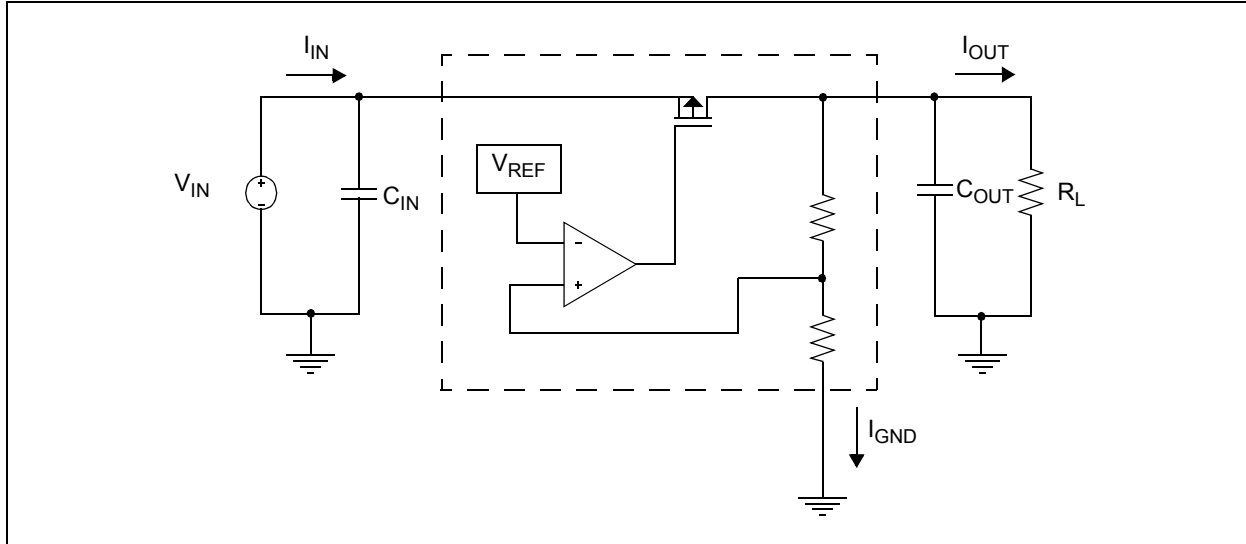 I_IN
I_OUT
V_REF
V_IN
+
-
C_IN
-
+
C_OUT
R_L
I_GND